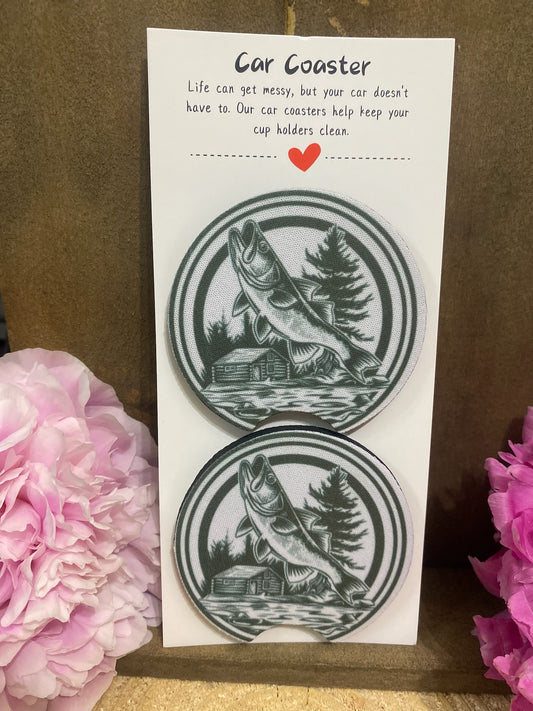 Car Coaster
Life can get messy, but your car doesn't
have to. Our car coasters help keep your
cup holders clean.